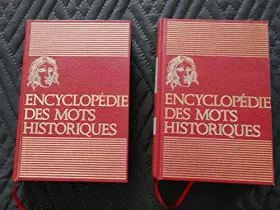 ENCYCLOPÉDIE
DES MOTS
HISTORIQUES
ENCYCLOPÉDIE
DES MOTS
HISTORIQUES